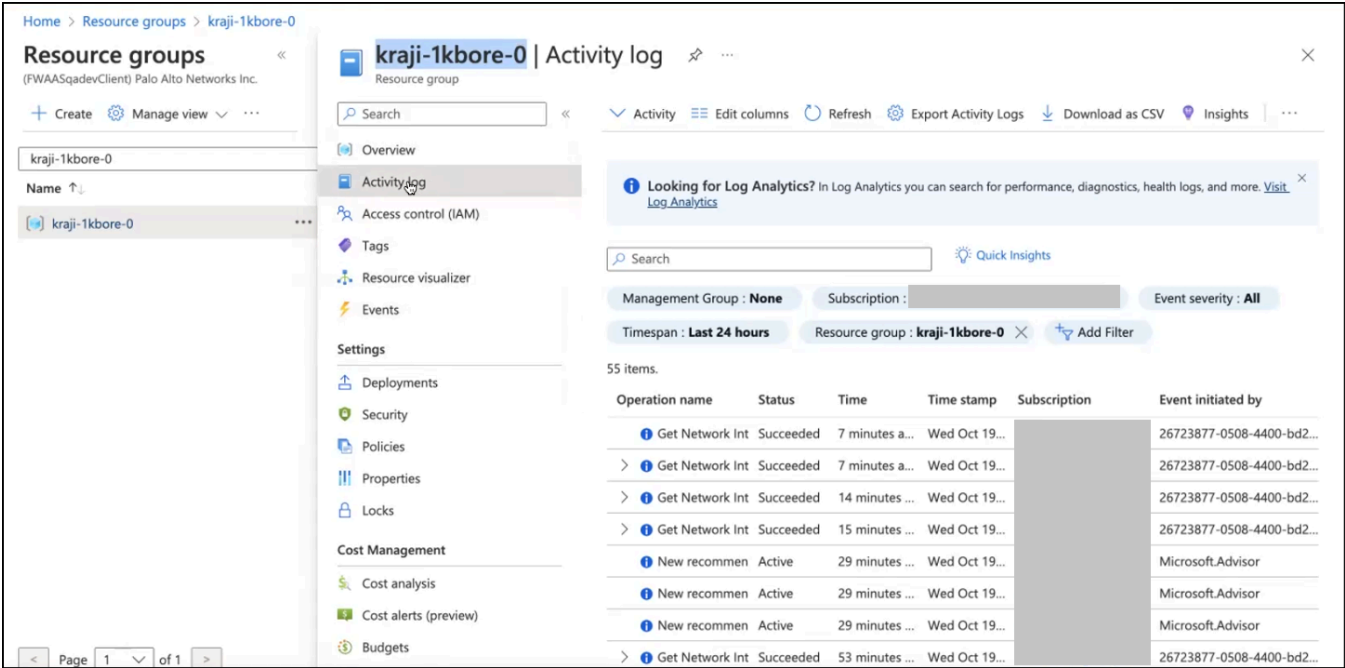 Home > Resource groups > kraji-1kbore-0
Resource groups «
(FWAASqadevClient) Palo Alto Networks Inc.
+ Create Manage view ···
kraji-1kbore-0
Name ↑↓
kraji-1kbore-0 ···
< Page 1 of 1 >
kraji-1kbore-0 | Activity log ···
Resource group
Search «
Overview
Activity log
Access control (IAM)
Tags
Resource visualizer
Events
Settings
Deployments
Security
Policies
Properties
Locks
Cost Management
Cost analysis
Cost alerts (preview)
Budgets
Activity Edit columns Refresh Export Activity Logs Download as CSV Insights ···
Looking for Log Analytics? In Log Analytics you can search for performance, diagnostics, health logs, and more. Visit
Log Analytics
Search Quick Insights
Management Group : None Subscription : Event severity : All
Timespan : Last 24 hours Resource group : kraji-1kbore-0 Add Filter
55 items.
Operation name Status Time Time stamp Subscription Event initiated by
Get Network Int Succeeded 7 minutes a... Wed Oct 19... 26723877-0508-4400-bd2...
> Get Network Int Succeeded 7 minutes a... Wed Oct 19... 26723877-0508-4400-bd2...
> Get Network Int Succeeded 14 minutes ... Wed Oct 19... 26723877-0508-4400-bd2...
> Get Network Int Succeeded 15 minutes ... Wed Oct 19... 26723877-0508-4400-bd2...
New recommen Active 29 minutes ... Wed Oct 19... Microsoft.Advisor
New recommen Active 29 minutes ... Wed Oct 19... Microsoft.Advisor
New recommen Active 29 minutes ... Wed Oct 19... Microsoft.Advisor
> Get Network Int Succeeded 53 minutes ... Wed Oct 19... 26723877-0508-4400-bd2...